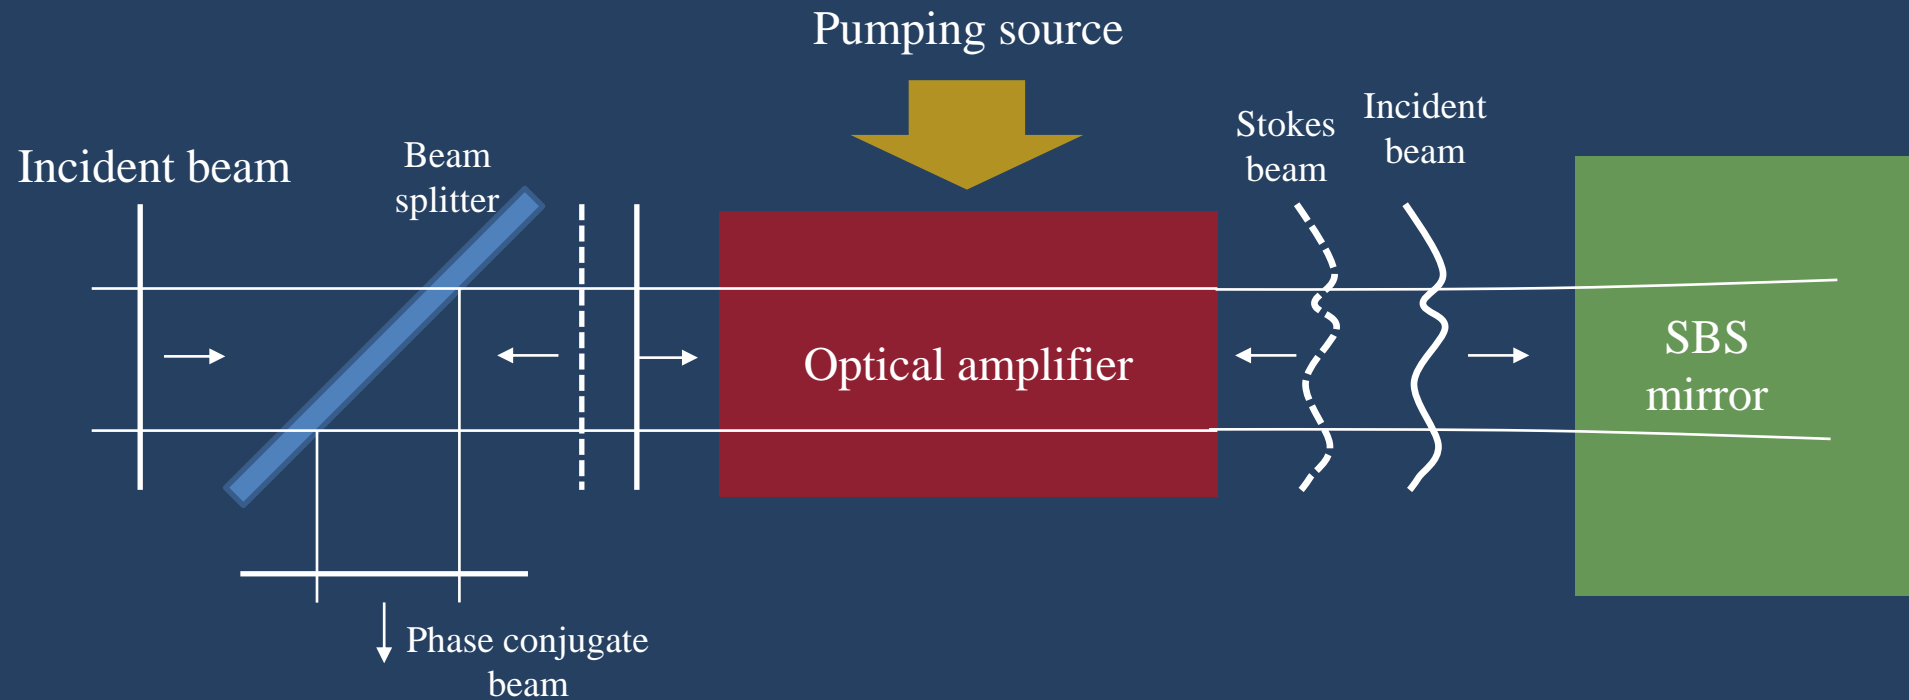 Pumping source
Incident beam
Beam
splitter
Stokes
beam
Incident
beam
Optical amplifier
SBS
mirror
Phase conjugate
beam